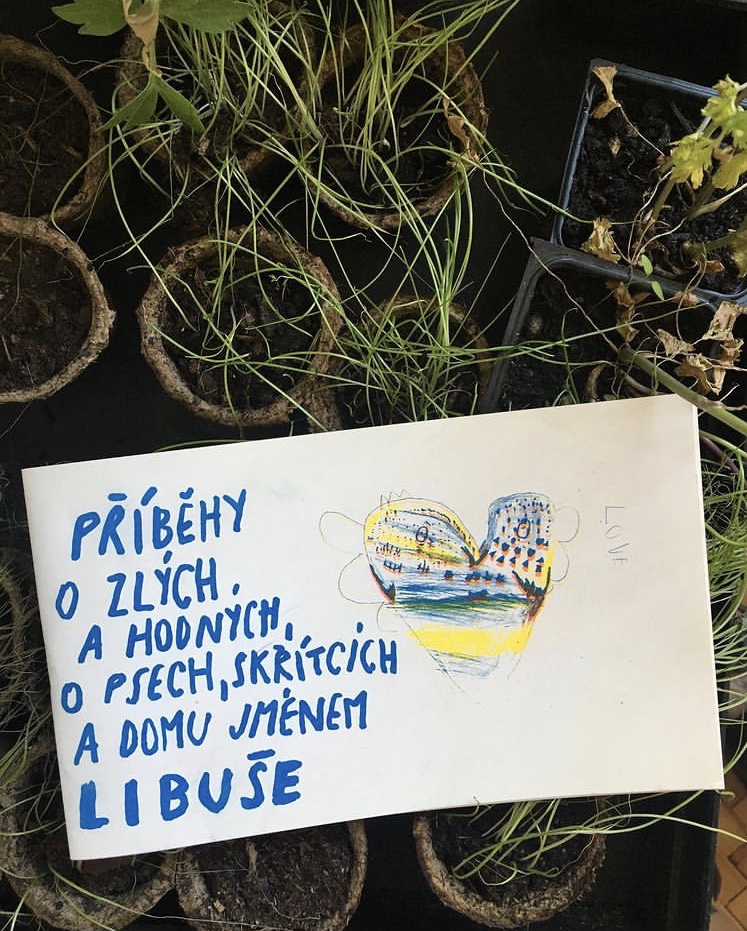 PŘÍBĚHY
O ZLÝCH
A HODNÝCH,
O PSECH, SKŘÍTCÍCH
A DOMU JMÉNEM
LIBUŠE
LOVE